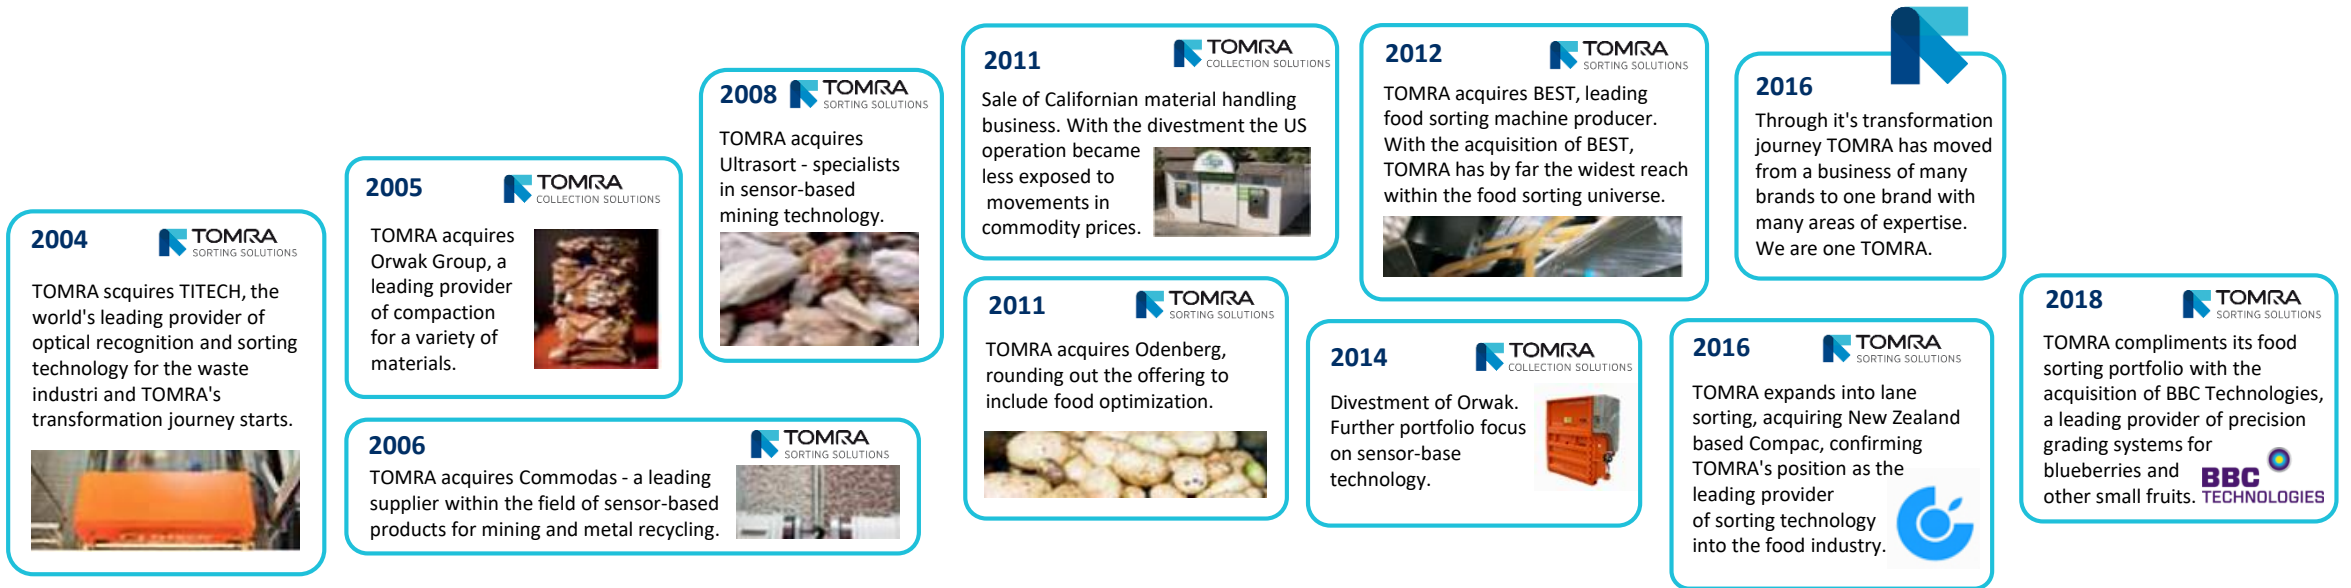 2004
TOMRA
SORTING SOLUTIONS
TOMRA scquires TITECH, the
world's leading provider of
optical recognition and sorting
technology for the waste
industri and TOMRA's
transformation journey starts.
2005
TOMRA
COLLECTION SOLUTIONS
TOMRA acquires
Orwak Group, a
leading provider
of compaction
for a variety of
materials.
2006
TOMRA
SORTING SOLUTIONS
TOMRA acquires Commodas - a leading
supplier within the field of sensor-based
products for mining and metal recycling.
2008
TOMRA
SORTING SOLUTIONS
TOMRA acquires
Ultrasort - specialists
in sensor-based
mining technology.
2011
TOMRA
COLLECTION SOLUTIONS
Sale of Californian material handling
business. With the divestment the US
operation became
less exposed to
movements in
commodity prices.
2011
TOMRA
SORTING SOLUTIONS
TOMRA acquires Odenberg,
rounding out the offering to
include food optimization.
2012
TOMRA
SORTING SOLUTIONS
TOMRA acquires BEST, leading
food sorting machine producer.
With the acquisition of BEST,
TOMRA has by far the widest reach
within the food sorting universe.
2014
TOMRA
COLLECTION SOLUTIONS
Divestment of Orwak.
Further portfolio focus
on sensor-base
technology.
2016
Through it's transformation
journey TOMRA has moved
from a business of many
brands to one brand with
many areas of expertise.
We are one TOMRA.
2016
TOMRA
SORTING SOLUTIONS
TOMRA expands into lane
sorting, acquiring New Zealand
based Compac, confirming
TOMRA's position as the
leading provider
of sorting technology
into the food industry.
2018
TOMRA
SORTING SOLUTIONS
TOMRA compliments its food
sorting portfolio with the
acquisition of BBC Technologies,
a leading provider of precision
grading systems for
blueberries and
other small fruits.
BBC
TECHNOLOGIES